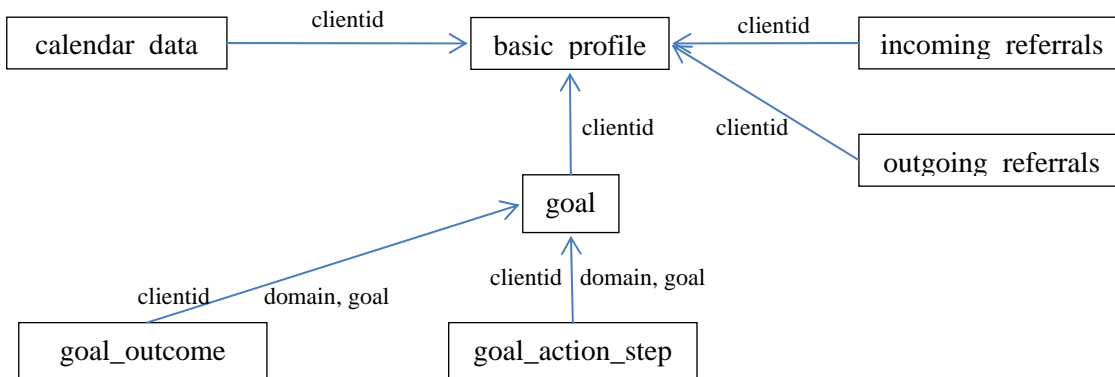 clientid
clientid
calendar data
basic profile
incoming referrals
clientid
clientid
outgoing referrals
goal
clientid
domain, goal
clientid
domain, goal
goal_outcome
goal_action_step